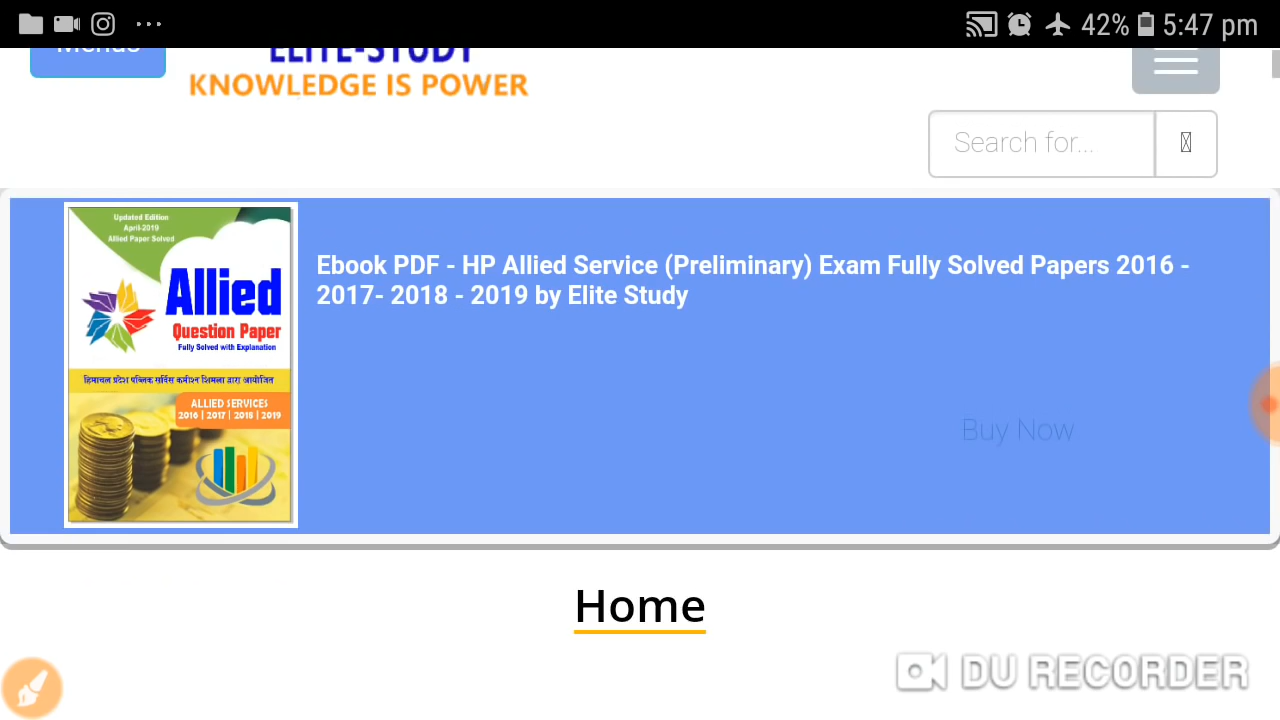 42% 5:47 pm
Menus
ELITE-STUDY
KNOWLEDGE IS POWER
Search for...
Updated Edition
April-2019
Allied Paper Solved
Allied
Question Paper
Fully Solved with Explanation
हिमाचल प्रदेश पब्लिक सर्विस कमीशन शिमला द्वारा आयोजित
ALLIED SERVICES
2016 | 2017 | 2018 | 2019
Ebook PDF - HP Allied Service (Preliminary) Exam Fully Solved Papers 2016 -
2017- 2018 - 2019 by Elite Study
Buy Now
Home
DU RECORDER